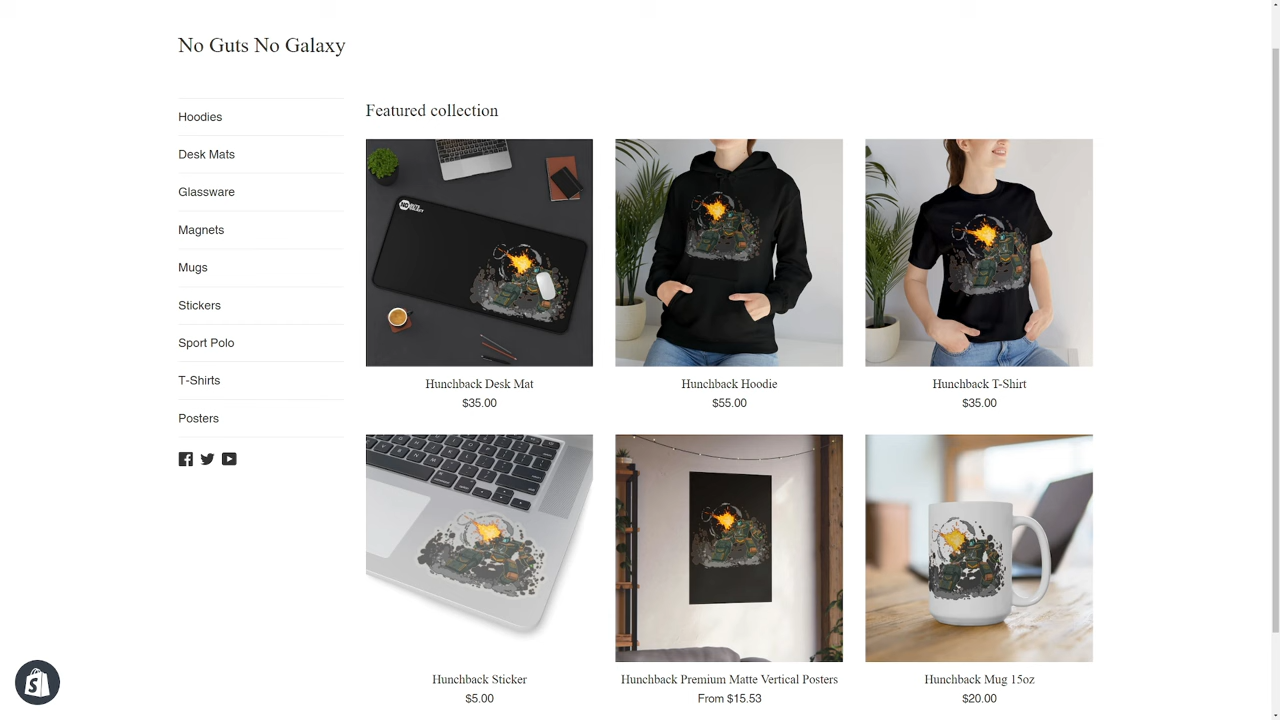 No Guts No Galaxy
Hoodies
Desk Mats
Glassware
Magnets
Mugs
Stickers
Sport Polo
T-Shirts
Posters
Featured collection
Hunchback Desk Mat
$35.00
Hunchback Hoodie
$55.00
Hunchback T-Shirt
$35.00
Hunchback Sticker
$5.00
Hunchback Premium Matte Vertical Posters
From $15.53
Hunchback Mug 15oz
$20.00